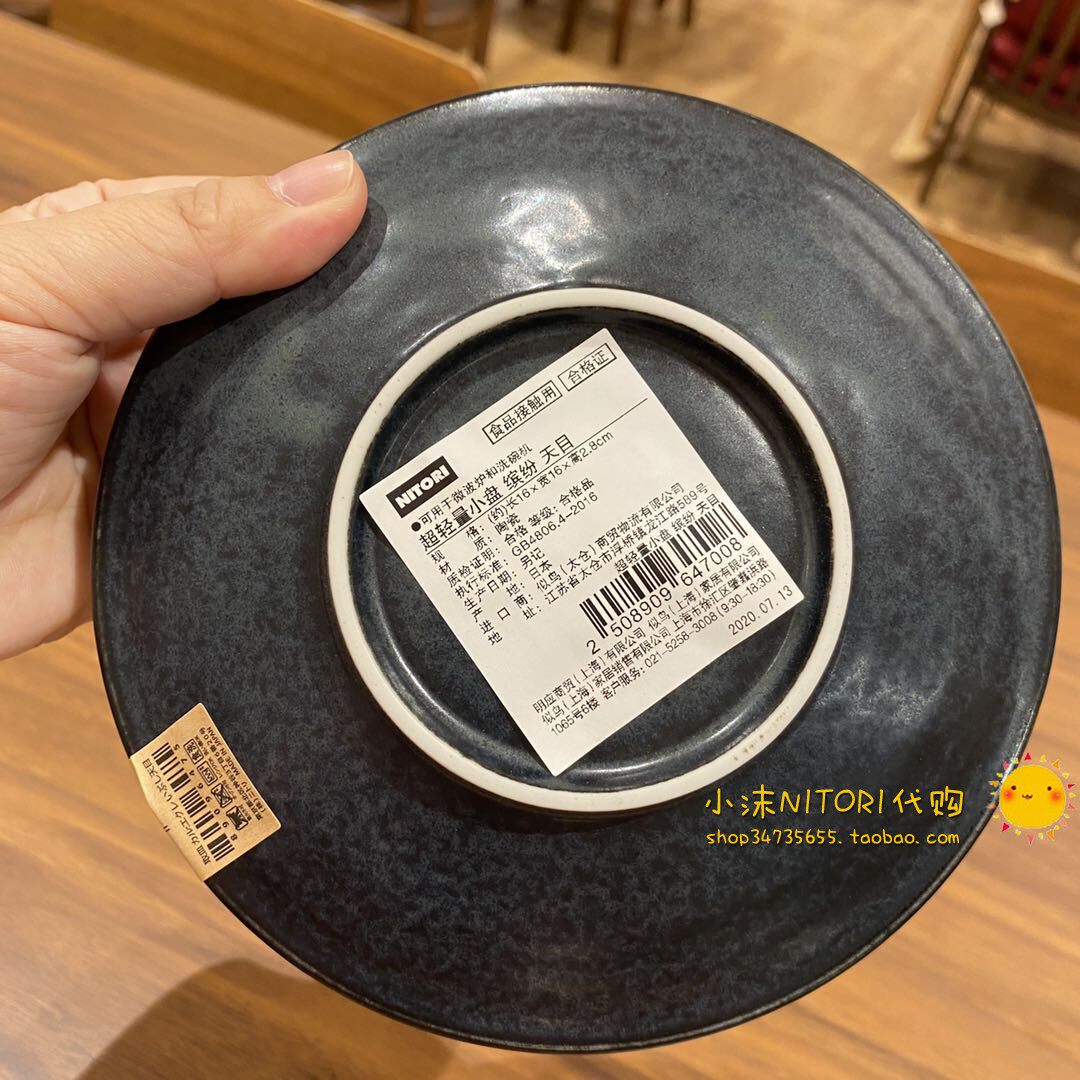 食品接触用 合格证
NITORI
●可用于微波炉和洗碗机
超轻量小盘 缤纷 天目
规 格: (约)长16×宽16×高2.8cm
材 质: 陶瓷
质检证明: 合格 等级: 合格品
执行标准: GB4806.4-2016
生产日期: 另记
产 地: 日本
进 口 商: 似鸟(太仓)商贸物流有限公司
地 址: 江苏省太仓市浮桥镇龙江路589号
超轻量小盘 缤纷 天目
2 508909 647008
明应商贸(上海)有限公司 似鸟(上海)家居有限公司
似鸟(上海)家居销售有限公司 上海市徐汇区肇嘉浜路
1065号6楼 客户服务: 021-5258-3008(9:30-18:30)
2020.07.13
MADE IN JAPAN
小沫NITORI代购
shop34735655.taobao.com